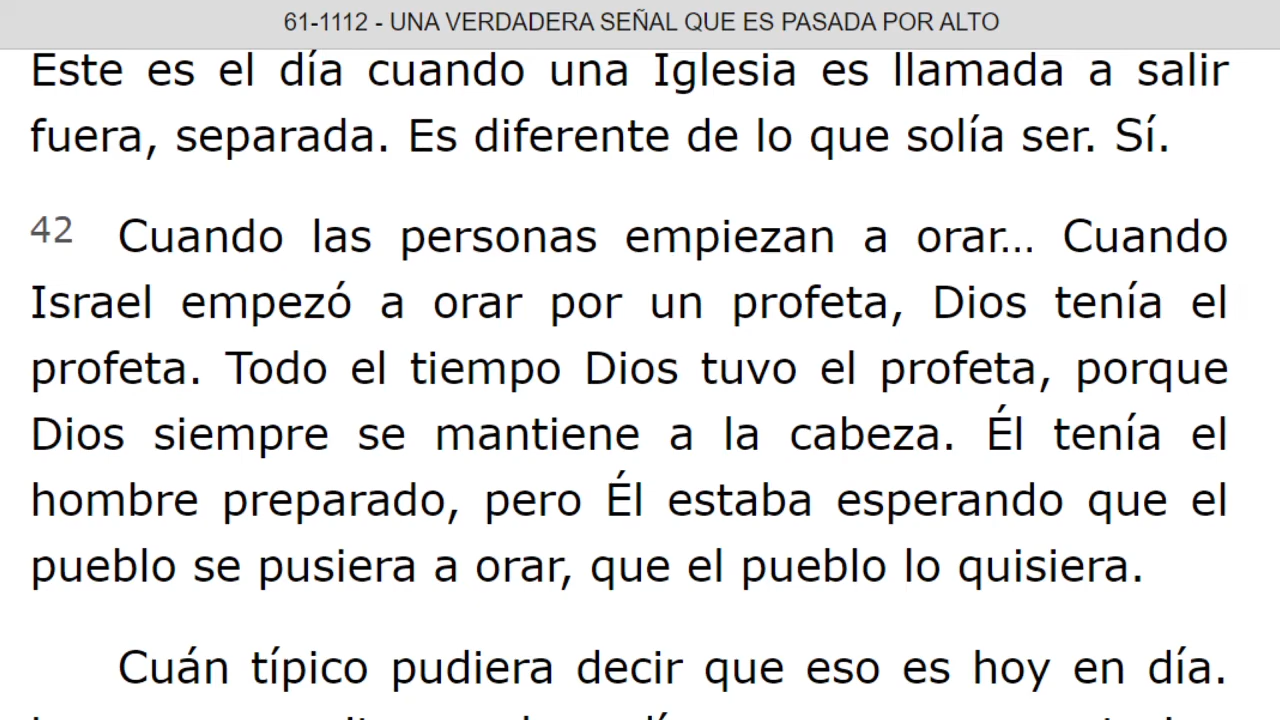 61-1112 - UNA VERDADERA SEÑAL QUE ES PASADA POR ALTO
Este es el día cuando una Iglesia es llamada a salir
fuera, separada. Es diferente de lo que solía ser. Sí.
42 Cuando las personas empiezan a orar... Cuando
Israel empezó a orar por un profeta, Dios tenía el
profeta. Todo el tiempo Dios tuvo el profeta, porque
Dios siempre se mantiene a la cabeza. Él tenía el
hombre preparado, pero Él estaba esperando que el
pueblo se pusiera a orar, que el pueblo lo quisiera.
Cuán típico pudiera decir que eso es hoy en día.